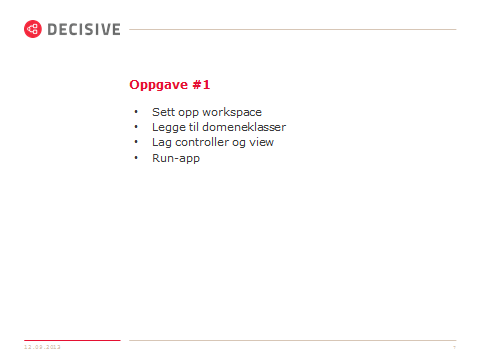 DECISIVE
Oppgave #1
• Sett opp workspace
• Legge til domeneklasser
• Lag controller og view
• Run-app